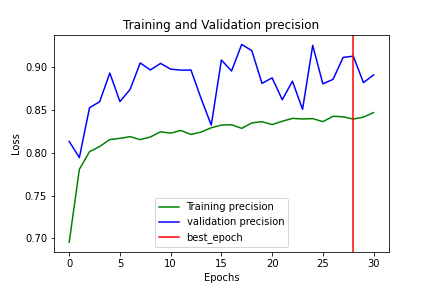 Training and Validation precision
Loss
0.90
0.85
0.80
0.75
0.70
Training precision
validation precision
best_epoch
0 5 10 15 20 25 30
Epochs